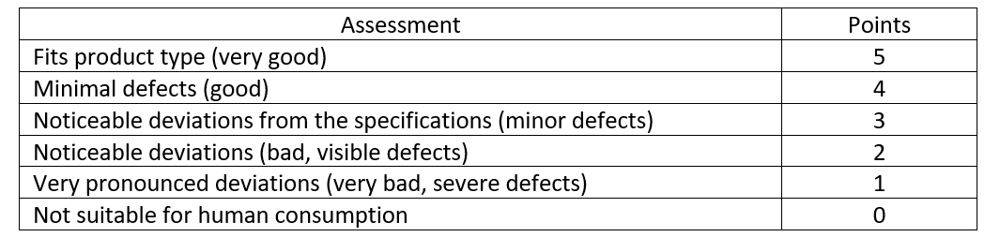 Assessment Points
Fits product type (very good) 5
Minimal defects (good) 4
Noticeable deviations from the specifications (minor defects) 3
Noticeable deviations (bad, visible defects) 2
Very pronounced deviations (very bad, severe defects) 1
Not suitable for human consumption 0